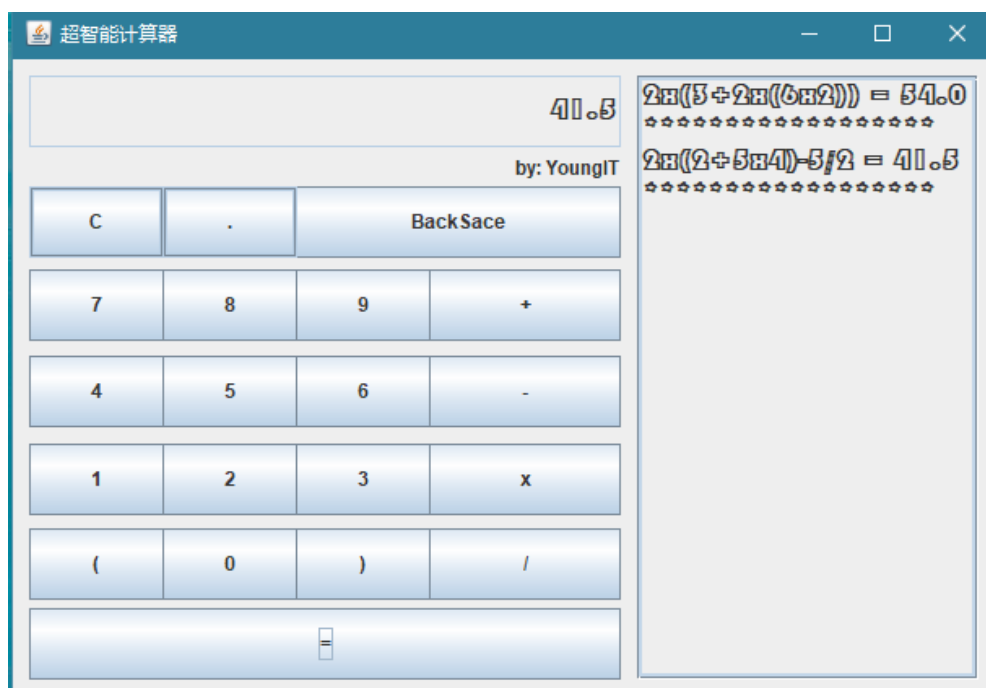 超智能计算器
41.5
by: YoungIT
C . BackSace
7 8 9 +
4 5 6 -
1 2 3 x
( 0 ) /
=
2x(3+2x(6x2)) = 54.0
******************
2x(2+5x4)-5/2 = 41.5
******************